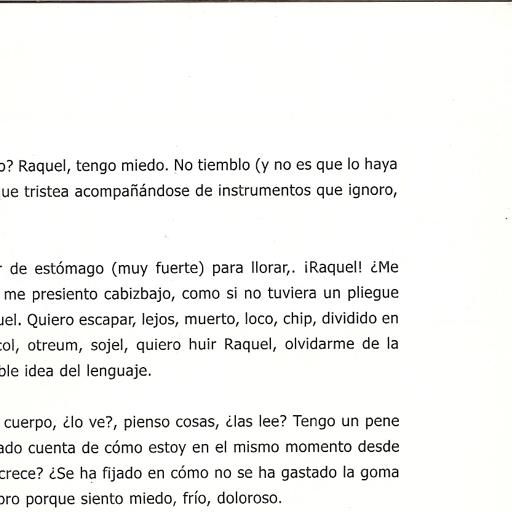 o? Raquel, tengo miedo. No tiemblo (y no es que lo haya
ue tristea acompañándose de instrumentos que ignoro,
r de estómago (muy fuerte) para llorar,. ¡Raquel! ¿Me
me presiento cabizbajo, como si no tuviera un pliegue
uel. Quiero escapar, lejos, muerto, loco, chip, dividido en
col, otreum, sojel, quiero huir Raquel, olvidarme de la
ble idea del lenguaje.
cuerpo, ¿lo ve?, pienso cosas, ¿las lee? Tengo un pene
ado cuenta de cómo estoy en el mismo momento desde
crece? ¿Se ha fijado en cómo no se ha gastado la goma
oro porque siento miedo, frío, doloroso.